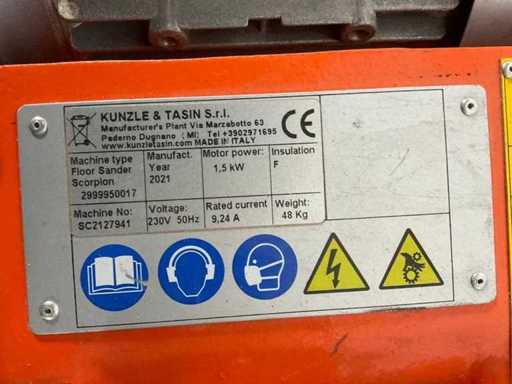 KUNZLE & TASIN S.r.l.
Manufacturer's Plant Via Marzabotto 63
Paderno Dugnano (MI) Tel +3902971695
www.kunzletasin.com MADE IN ITALY
CE
Machine type
Floor Sander
Scorpion
2999950017
Manufact.
Year
2021
Motor power:
1,5 kW
Insulation
F
Machine No:
SC2127941
Voltage:
230V 50Hz
Rated current
9,24 A
Weight:
48 Kg